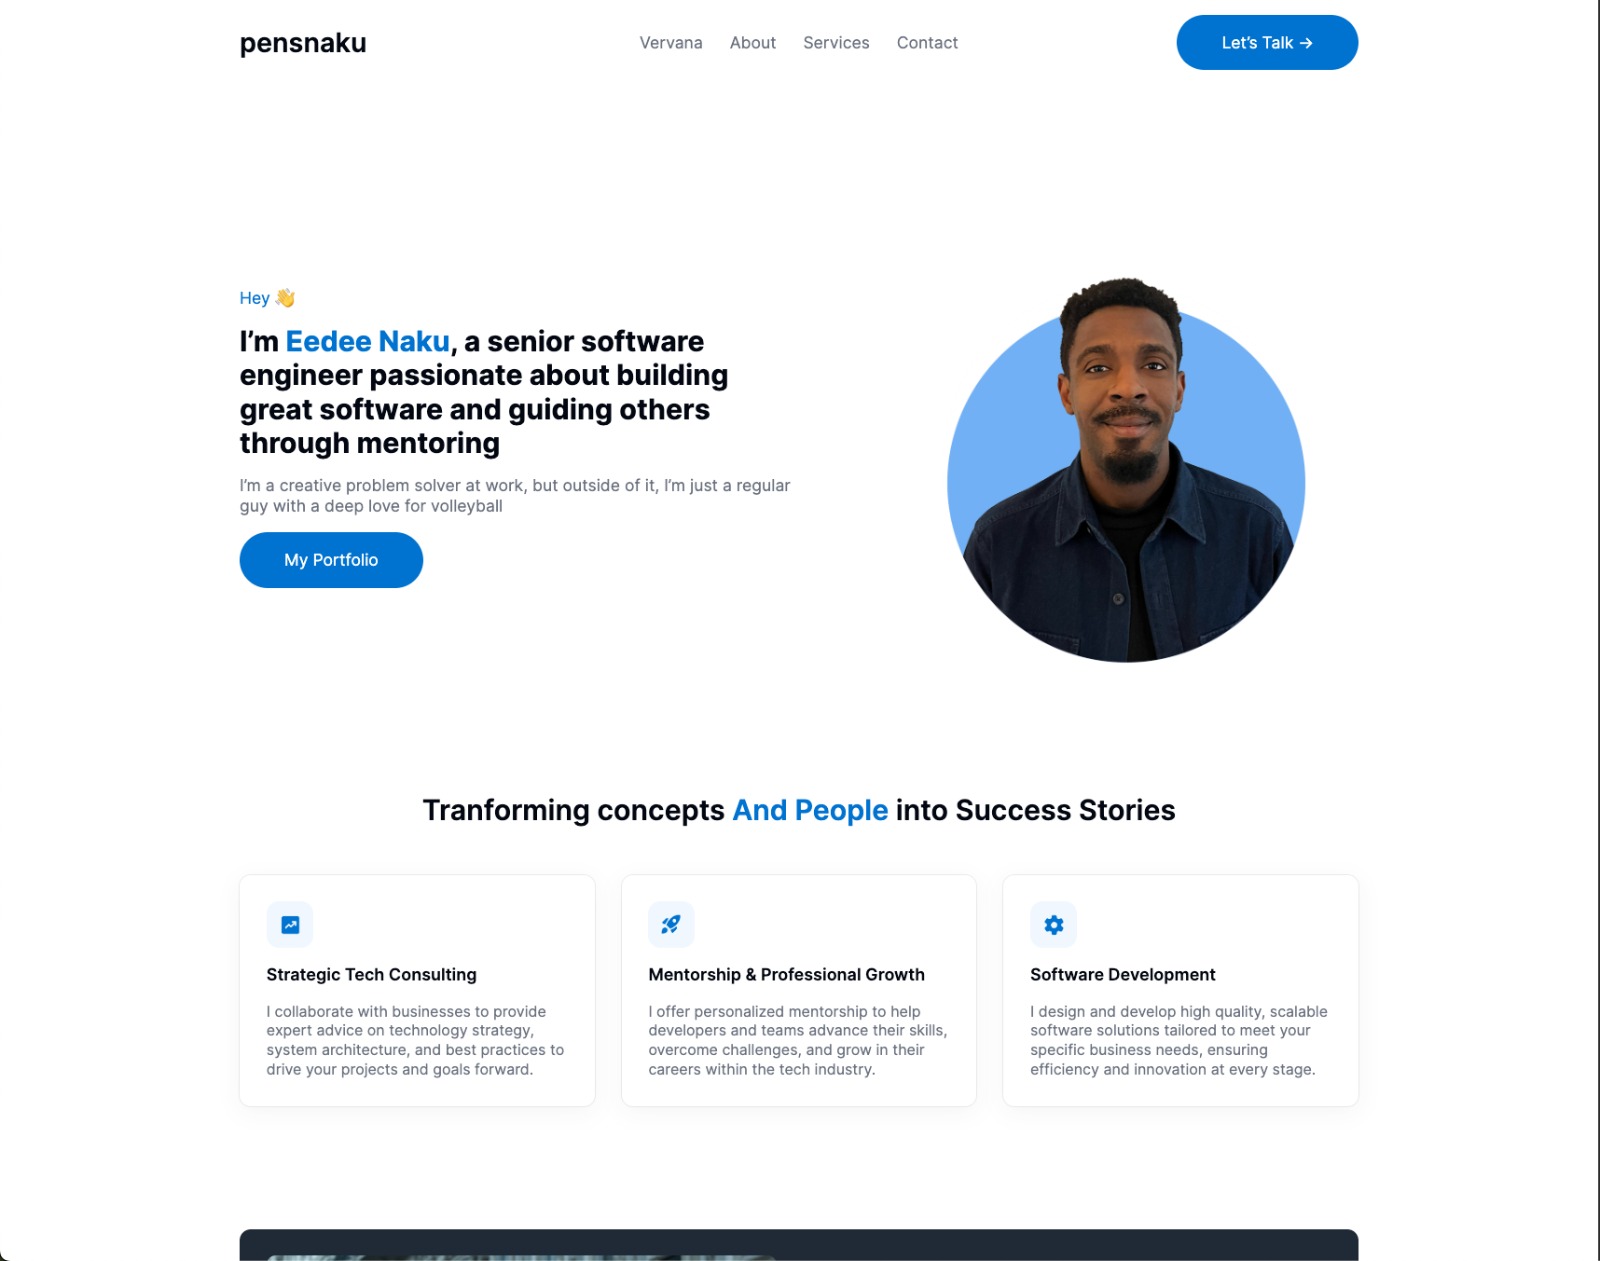 pensnaku
Vervana About Services Contact
Let’s Talk →
Hey 👋
I’m Eedee Naku, a senior software
engineer passionate about building
great software and guiding others
through mentoring
I’m a creative problem solver at work, but outside of it, I’m just a regular
guy with a deep love for volleyball
My Portfolio
Tranforming concepts And People into Success Stories
Strategic Tech Consulting
I collaborate with businesses to provide
expert advice on technology strategy,
system architecture, and best practices to
drive your projects and goals forward.
Mentorship & Professional Growth
I offer personalized mentorship to help
developers and teams advance their skills,
overcome challenges, and grow in their
careers within the tech industry.
Software Development
I design and develop high quality, scalable
software solutions tailored to meet your
specific business needs, ensuring
efficiency and innovation at every stage.